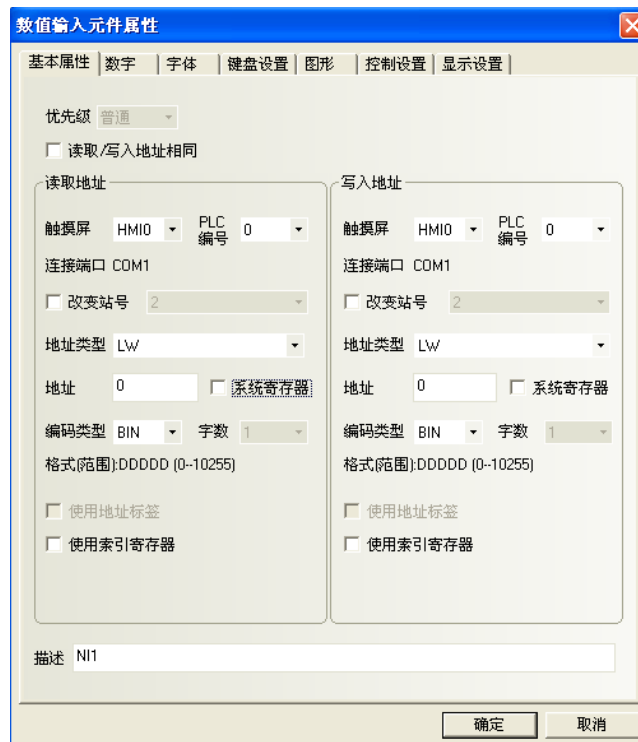 数值输入元件属性
基本属性 数字 字体 键盘设置 图形 控制设置 显示设置
优先级 普通
读取/写入地址相同
读取地址
触摸屏 HMI0 PLC编号 0
连接端口 COM1
改变站号 2
地址类型 LW
地址 0 系统寄存器
编码类型 BIN 字数 1
格式(范围):DDDDD (0--10255)
使用地址标签
使用索引寄存器
写入地址
触摸屏 HMI0 PLC编号 0
连接端口 COM1
改变站号 2
地址类型 LW
地址 0 系统寄存器
编码类型 BIN 字数 1
格式(范围):DDDDD (0--10255)
使用地址标签
使用索引寄存器
描述 NI1
确定 取消